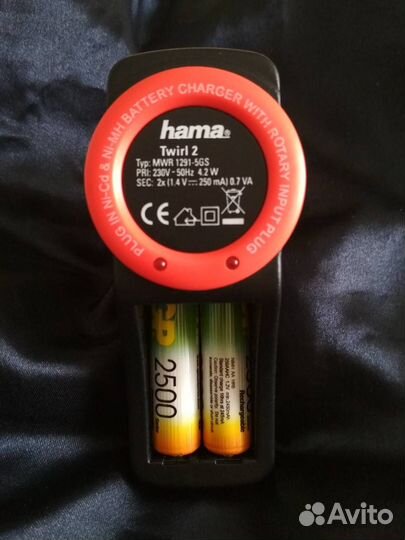 PLUG IN Ni-Cd & Ni-MH BATTERY CHARGER WITH ROTARY INPUT PLUG
hama®
Twirl 2
Typ: MWR 1291-5GS
PRI: 230V~50Hz 4.2 W
SEC: 2x (1.4 V⎓ 250 mA) 0.7 VA
CE
GP
2500
Rechargeable
Avito